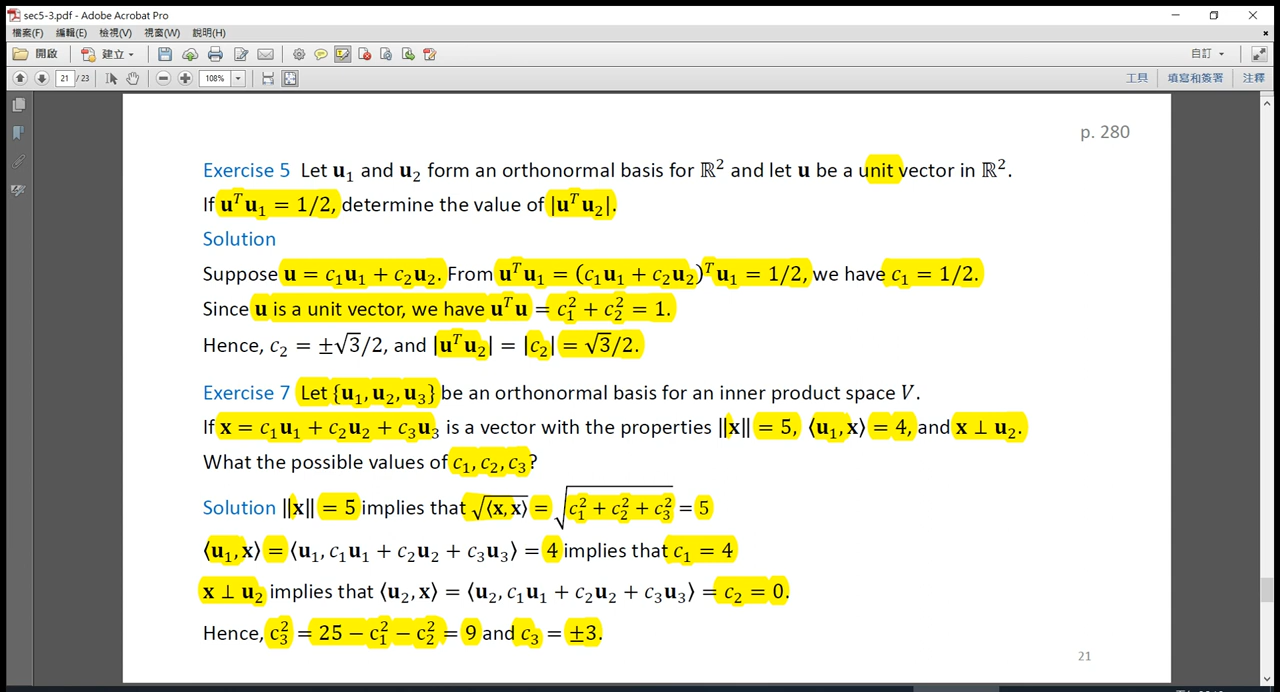 sec5-3.pdf - Adobe Acrobat Pro
檔案(F) 編輯(E) 檢視(V) 視窗(W) 說明(H)
開啟 建立 自訂
21 / 23 108% 工具 填寫和簽署 注釋
p. 280
Exercise 5 Let u₁ and u₂ form an orthonormal basis for ℝ² and let u be a unit vector in ℝ².
If uᵀu₁ = 1/2, determine the value of |uᵀu₂|.
Solution
Suppose u = c₁u₁ + c₂u₂. From uᵀu₁ = (c₁u₁ + c₂u₂)ᵀu₁ = 1/2, we have c₁ = 1/2.
Since u is a unit vector, we have uᵀu = c₁² + c₂² = 1.
Hence, c₂ = ±√3/2, and |uᵀu₂| = |c₂| = √3/2.
Exercise 7 Let {u₁, u₂, u₃} be an orthonormal basis for an inner product space V.
If x = c₁u₁ + c₂u₂ + c₃u₃ is a vector with the properties ‖x‖ = 5, ⟨u₁, x⟩ = 4, and x ⊥ u₂.
What the possible values of c₁, c₂, c₃?
Solution ‖x‖ = 5 implies that √⟨x, x⟩ = √(c₁² + c₂² + c₃²) = 5
⟨u₁, x⟩ = ⟨u₁, c₁u₁ + c₂u₂ + c₃u₃⟩ = 4 implies that c₁ = 4
x ⊥ u₂ implies that ⟨u₂, x⟩ = ⟨u₂, c₁u₁ + c₂u₂ + c₃u₃⟩ = c₂ = 0.
Hence, c₃² = 25 − c₁² − c₂² = 9 and c₃ = ±3.
21